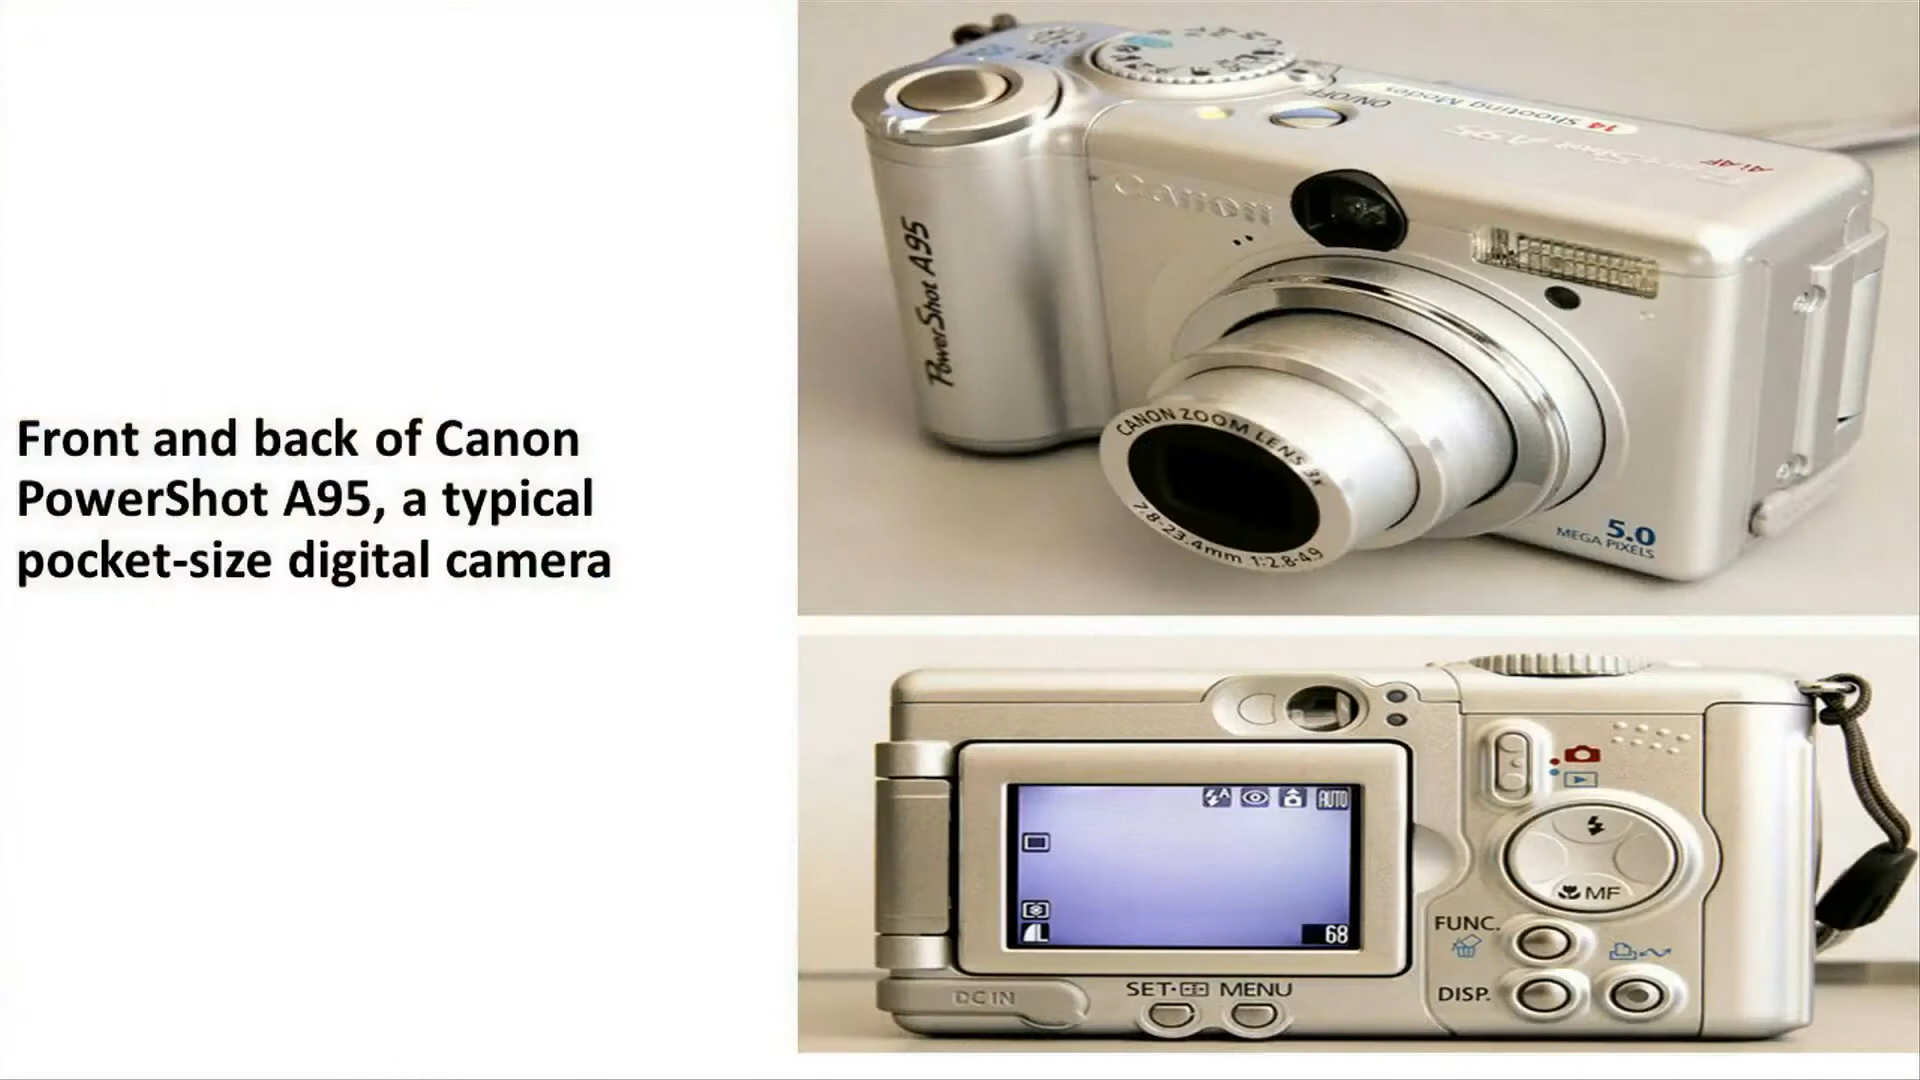 Front and back of Canon
PowerShot A95, a typical
pocket-size digital camera
ON/OFF
14 Shooting Modes
PowerShot A95
AiAF
Canon
PowerShot A95
CANON ZOOM LENS 3x
7.8-23.4mm 1:2.8-4.9
5.0
MEGA PIXELS
AUTO
L
68
MF
FUNC.
DISP.
SET MENU
DC IN